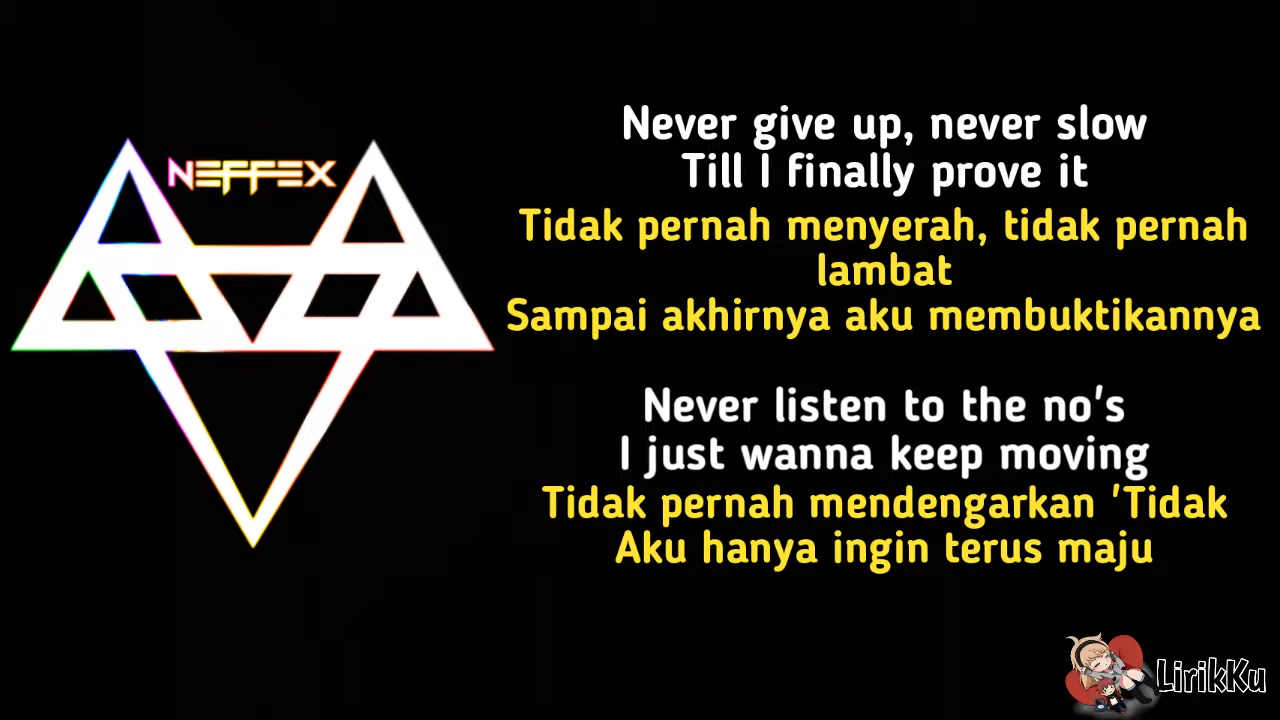 NEFFEX
Never give up, never slow
Till I finally prove it
Tidak pernah menyerah, tidak pernah
lambat
Sampai akhirnya aku membuktikannya
Never listen to the no's
I just wanna keep moving
Tidak pernah mendengarkan 'Tidak
Aku hanya ingin terus maju
LirikKu